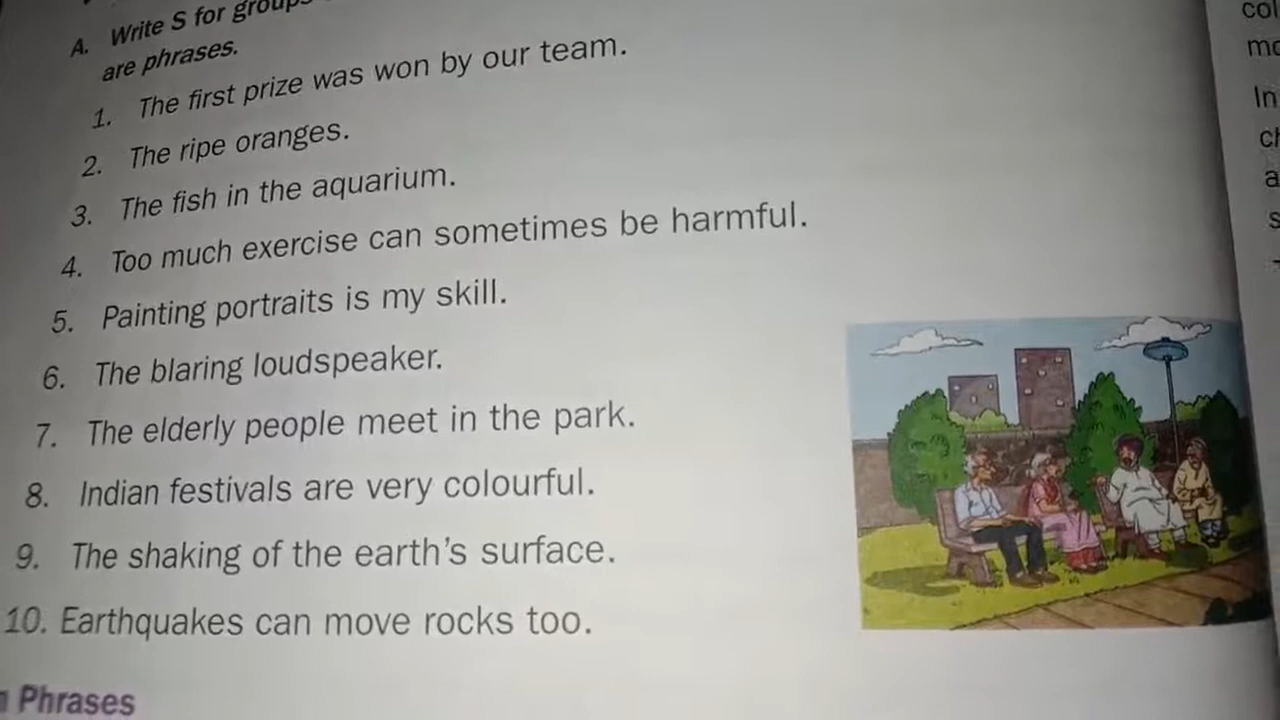 A. Write S for groups
are phrases.
1. The first prize was won by our team.
2. The ripe oranges.
3. The fish in the aquarium.
4. Too much exercise can sometimes be harmful.
5. Painting portraits is my skill.
6. The blaring loudspeaker.
7. The elderly people meet in the park.
8. Indian festivals are very colourful.
9. The shaking of the earth's surface.
10. Earthquakes can move rocks too.
Phrases
In